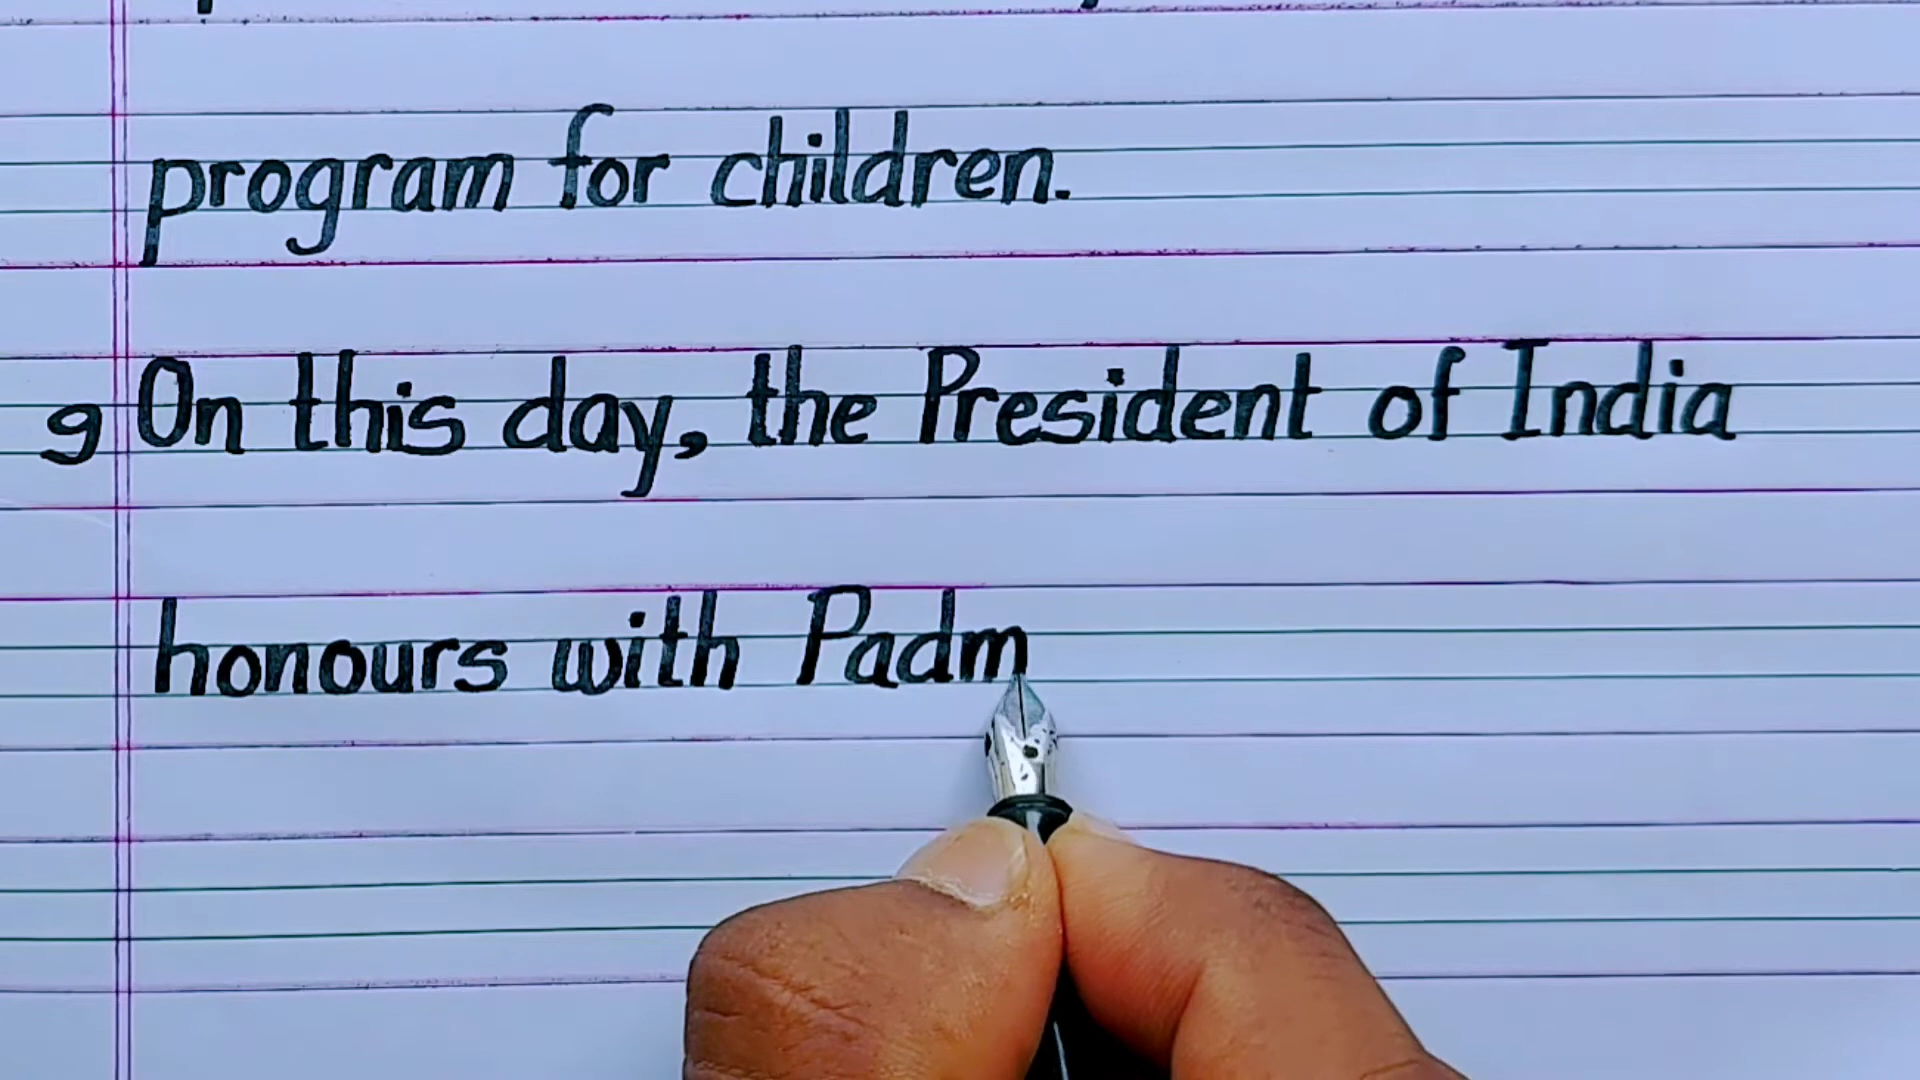 program for children.
9 On this day, the President of India
honours with Padm